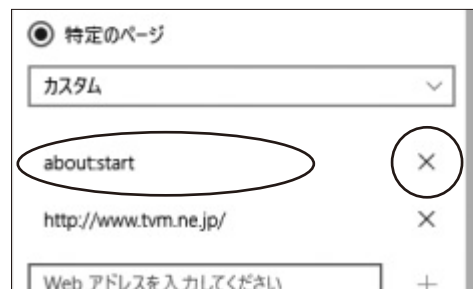 特定のページ
カスタム
about:start
http://www.tvm.ne.jp/
Web アドレスを入力してください